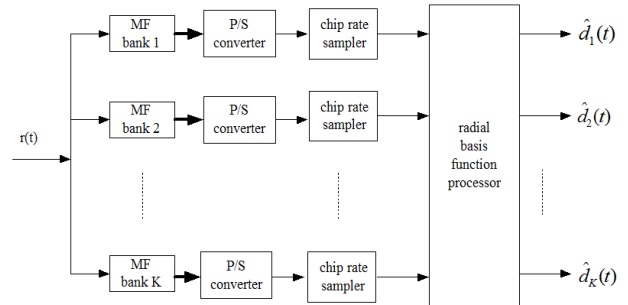 MF
bank 1
P/S
converter
chip rate
sampler
d̂₁(t)
MF
bank 2
P/S
converter
chip rate
sampler
d̂₂(t)
r(t)
radial
basis
function
processor
MF
bank K
P/S
converter
chip rate
sampler
d̂_K(t)